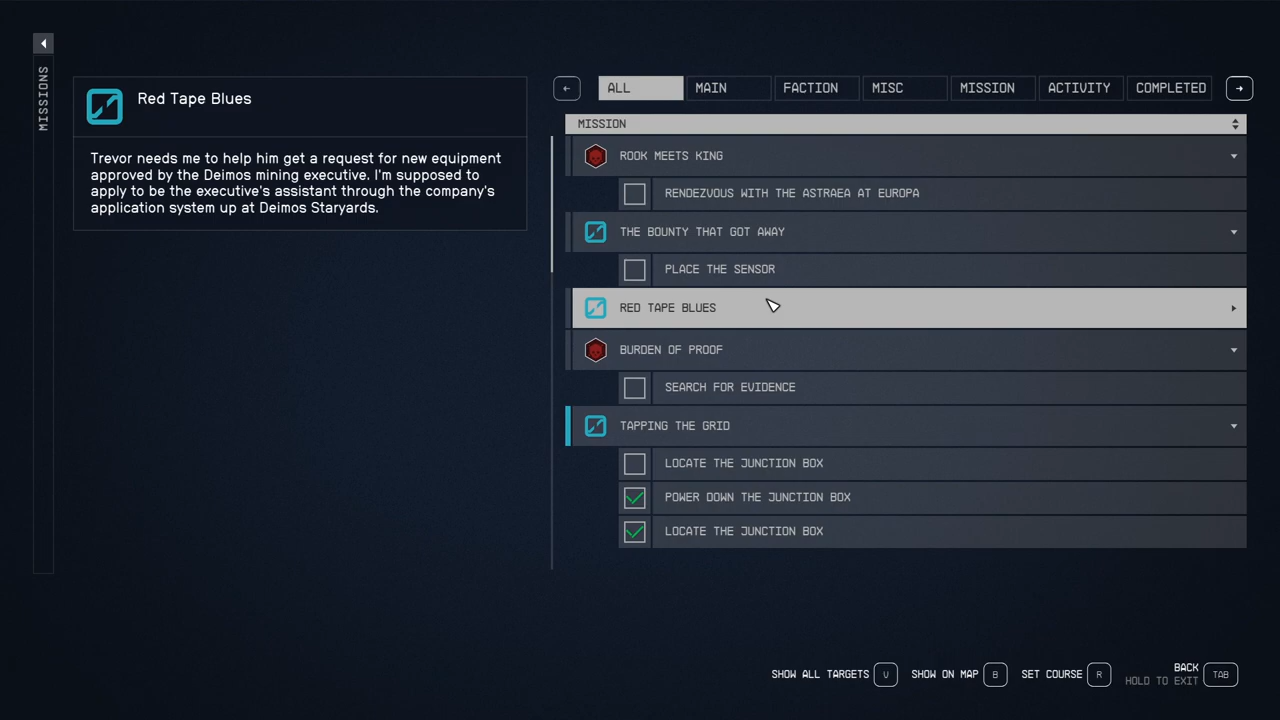 MISSIONS
Red Tape Blues
Trevor needs me to help him get a request for new equipment
approved by the Deimos mining executive. I'm supposed to
apply to be the executive's assistant through the company's
application system up at Deimos Staryards.
ALL MAIN FACTION MISC MISSION ACTIVITY COMPLETED
MISSION
ROOK MEETS KING
RENDEZVOUS WITH THE ASTRAEA AT EUROPA
THE BOUNTY THAT GOT AWAY
PLACE THE SENSOR
RED TAPE BLUES
BURDEN OF PROOF
SEARCH FOR EVIDENCE
TAPPING THE GRID
LOCATE THE JUNCTION BOX
POWER DOWN THE JUNCTION BOX
LOCATE THE JUNCTION BOX
SHOW ALL TARGETS V SHOW ON MAP B SET COURSE R BACK TAB
HOLD TO EXIT